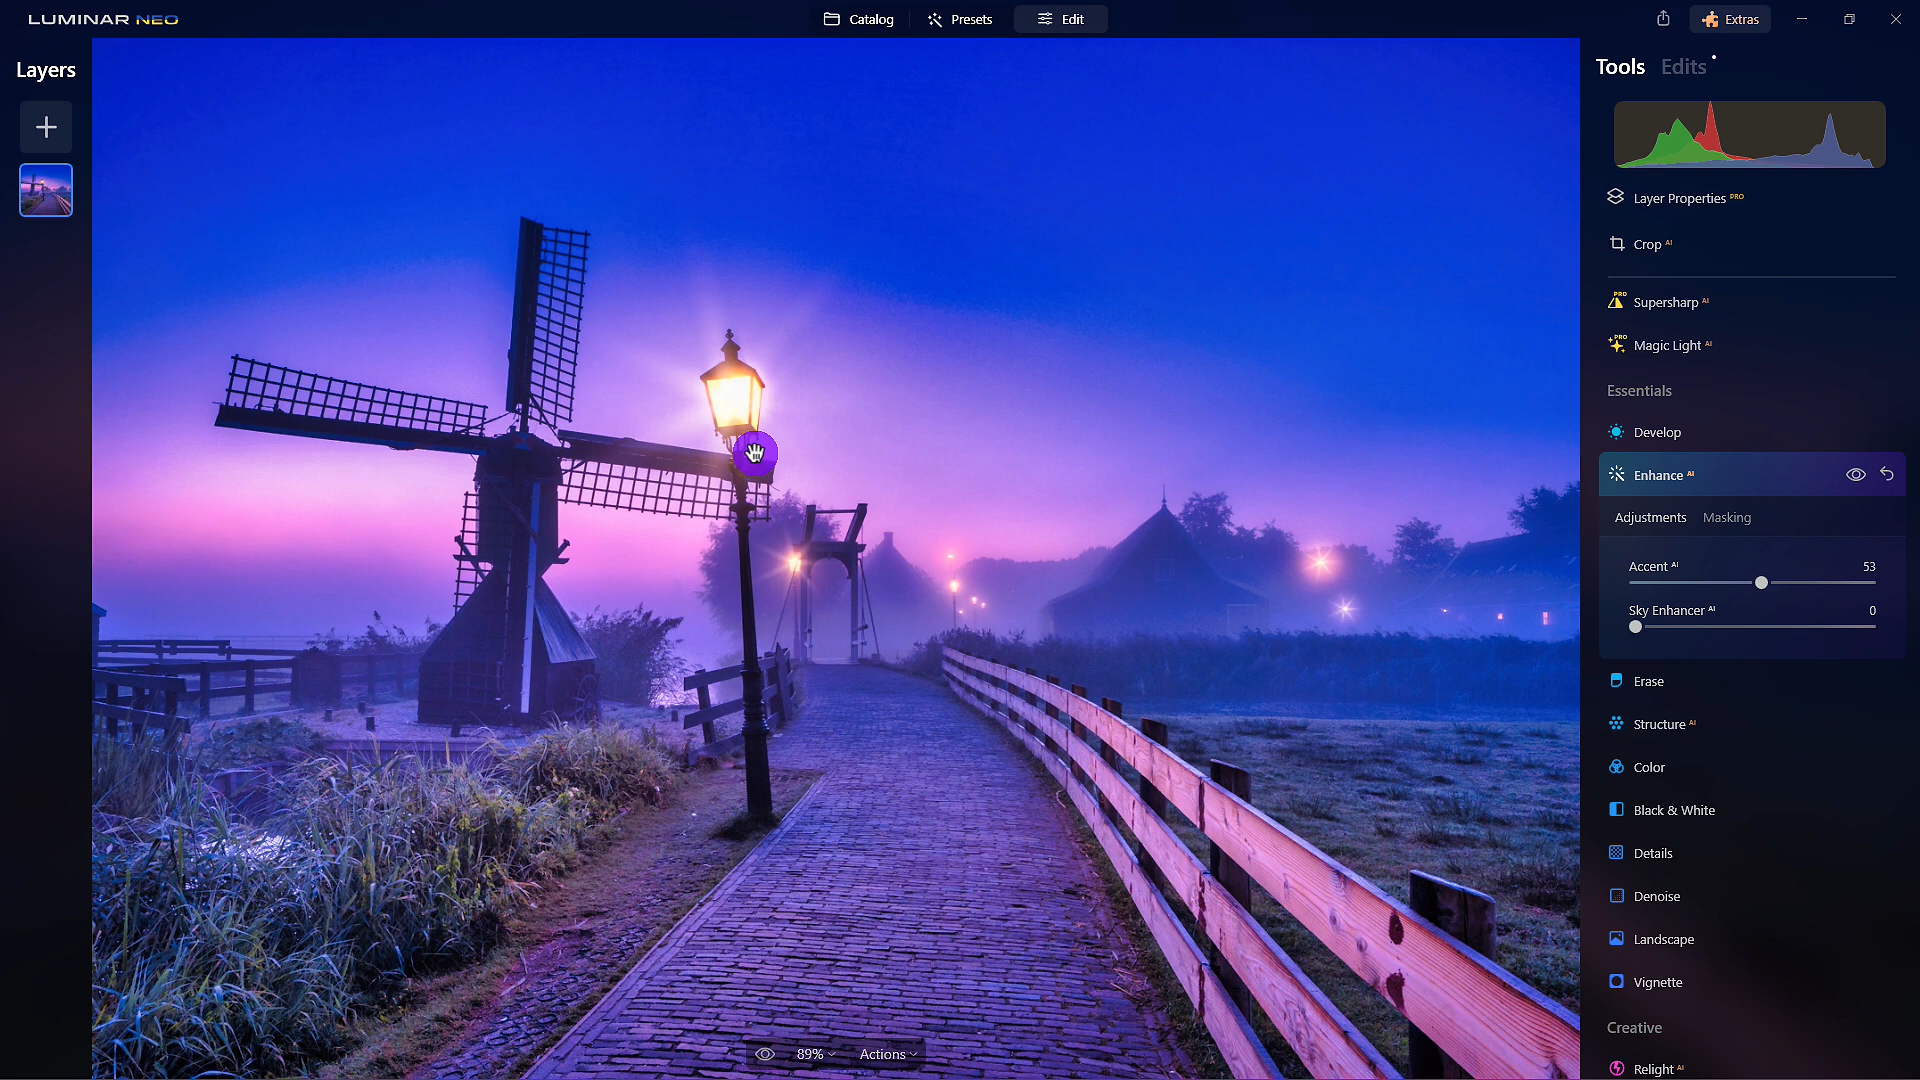 LUMINAR NEO
Catalog
Presets
Edit
Extras
Layers
Tools
Edits
Layer Properties PRO
Crop AI
PRO
Supersharp AI
PRO
Magic Light AI
Essentials
Develop
Enhance AI
Adjustments
Masking
Accent AI
53
Sky Enhancer AI
0
Erase
Structure AI
Color
Black & White
Details
Denoise
Landscape
Vignette
Creative
Relight AI
89%
Actions